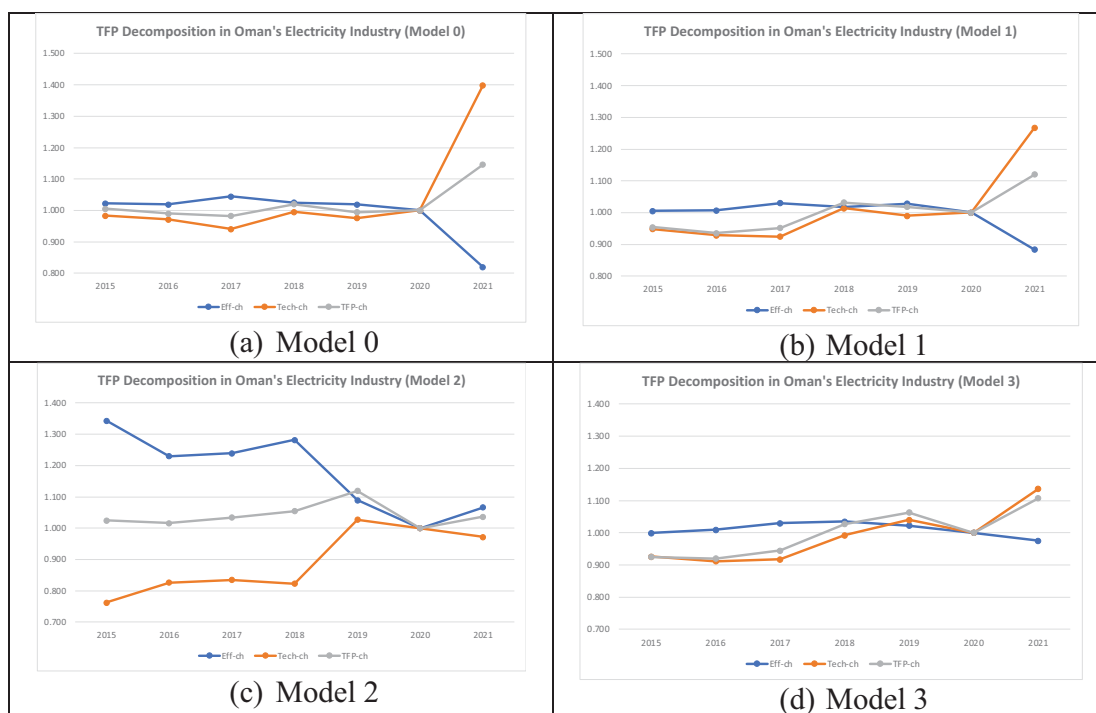 TFP Decomposition in Oman's Electricity Industry (Model 0)
1.500
1.400
1.300
1.200
1.100
1.000
0.900
0.800
2015 2016 2017 2018 2019 2020 2021
Eff-ch Tech-ch TFP-ch
(a) Model 0
TFP Decomposition in Oman's Electricity Industry (Model 1)
1.500
1.400
1.300
1.200
1.100
1.000
0.900
0.800
2015 2016 2017 2018 2019 2020 2021
Eff-ch Tech-ch TFP-ch
(b) Model 1
TFP Decomposition in Oman's Electricity Industry (Model 2)
1.400
1.300
1.200
1.100
1.000
0.900
0.800
0.700
2015 2016 2017 2018 2019 2020 2021
Eff-ch Tech-ch TFP-ch
(c) Model 2
TFP Decomposition in Oman's Electricity Industry (Model 3)
1.400
1.300
1.200
1.100
1.000
0.900
0.800
0.700
2015 2016 2017 2018 2019 2020 2021
Eff-ch Tech-ch TFP-ch
(d) Model 3